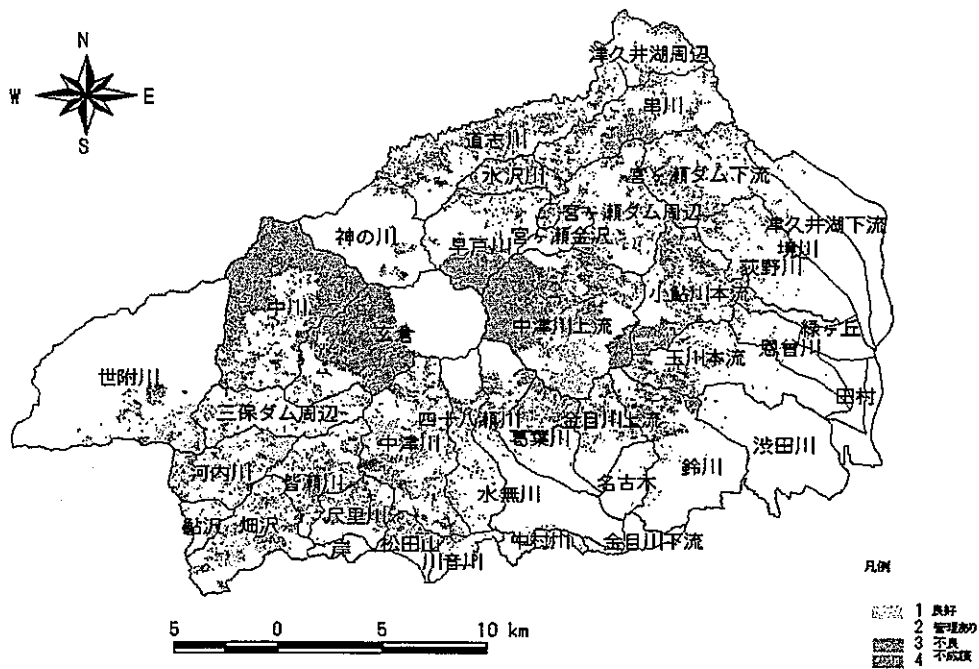 N
W E
S
津久井湖周辺
串川
道志川
水沢川
宮ヶ瀬ダム下流
宮ヶ瀬ダム周辺
津久井湖下流
神の川
早戸川
宮ヶ瀬金沢
境川
荻野川
中川
玄倉
中津川上流
小鮎川本流
緑ヶ丘
恩曽川
玉川本流
世附川
三保ダム周辺
四十八瀬川
金目川上流
田村
中津川
葛葉川
渋田川
河内川
皆瀬川
鈴川
名古木
水無川
鮎沢
畑沢
尺里川
岸
松田山
中村川
金目川下流
川音川
凡例
1 良好
2 管理あり
3 不良
4 不成績
5 0 5 10 km